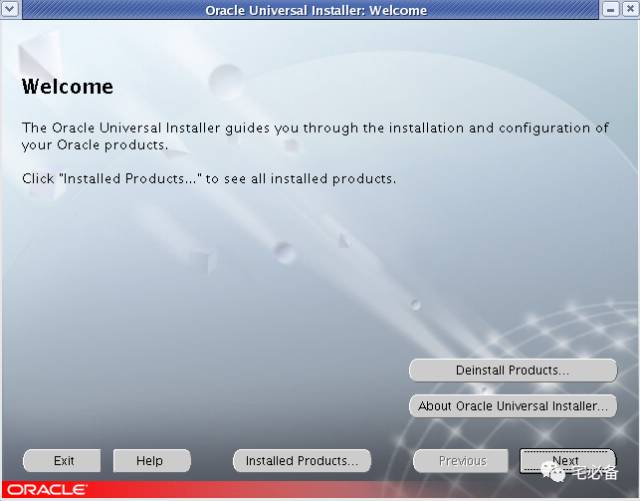 Oracle Universal Installer: Welcome
Welcome
The Oracle Universal Installer guides you through the installation and configuration of
your Oracle products.
Click "Installed Products..." to see all installed products.
Deinstall Products...
About Oracle Universal Installer...
Exit
Help
Installed Products...
Previous
Next
宅必备
ORACLE